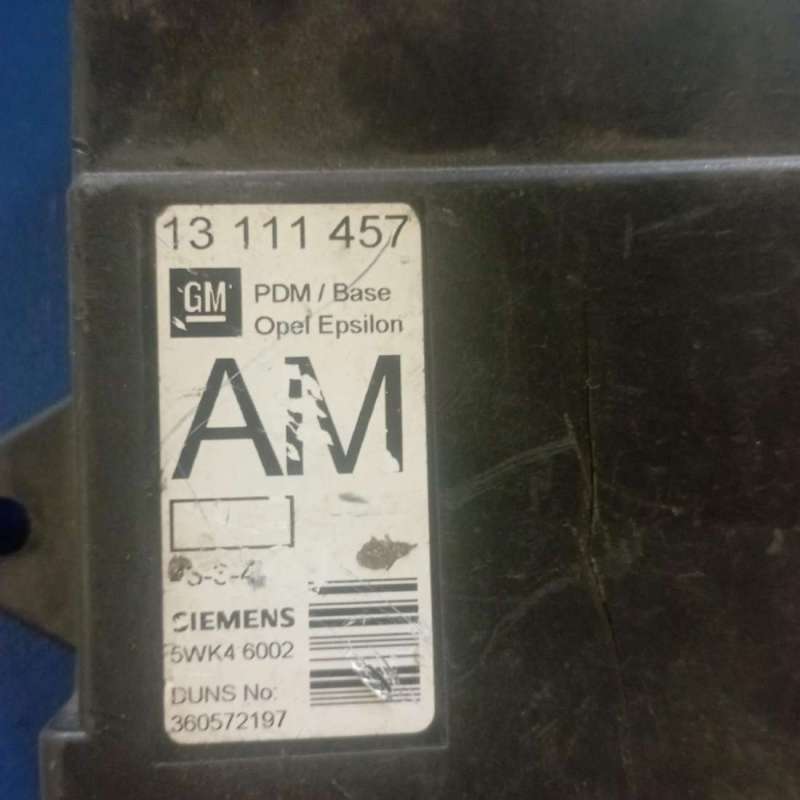 13 111 457
GM
PDM / Base
Opel Epsilon
AM
SIEMENS
5WK4 6002
DUNS No:
360572197